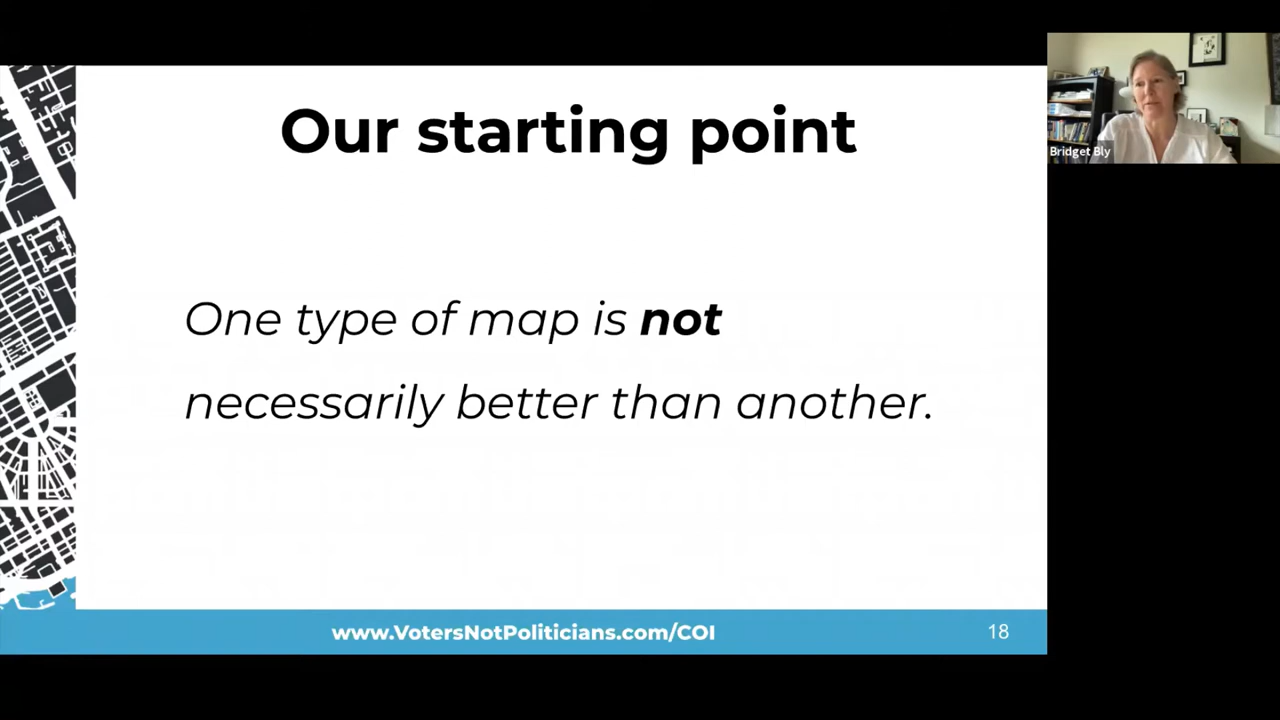 Our starting point
Bridget Bly
One type of map is not
necessarily better than another.
www.VotersNotPoliticians.com/COI
18